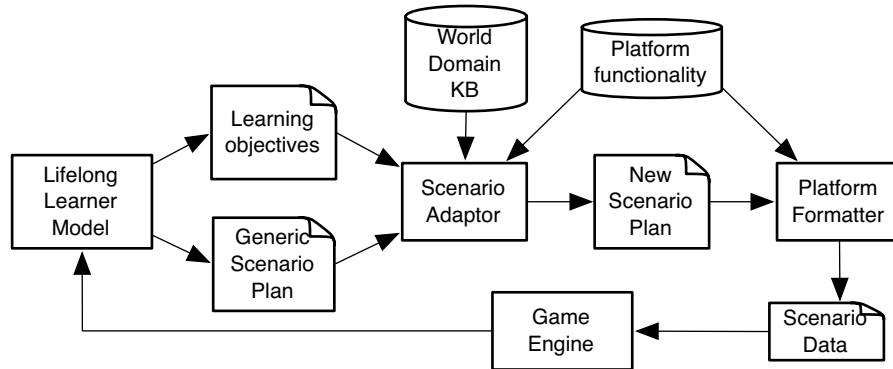 World
Domain
KB
Platform
functionality
Learning
objectives
Lifelong
Learner
Model
Scenario
Adaptor
New
Scenario
Plan
Platform
Formatter
Generic
Scenario
Plan
Game
Engine
Scenario
Data